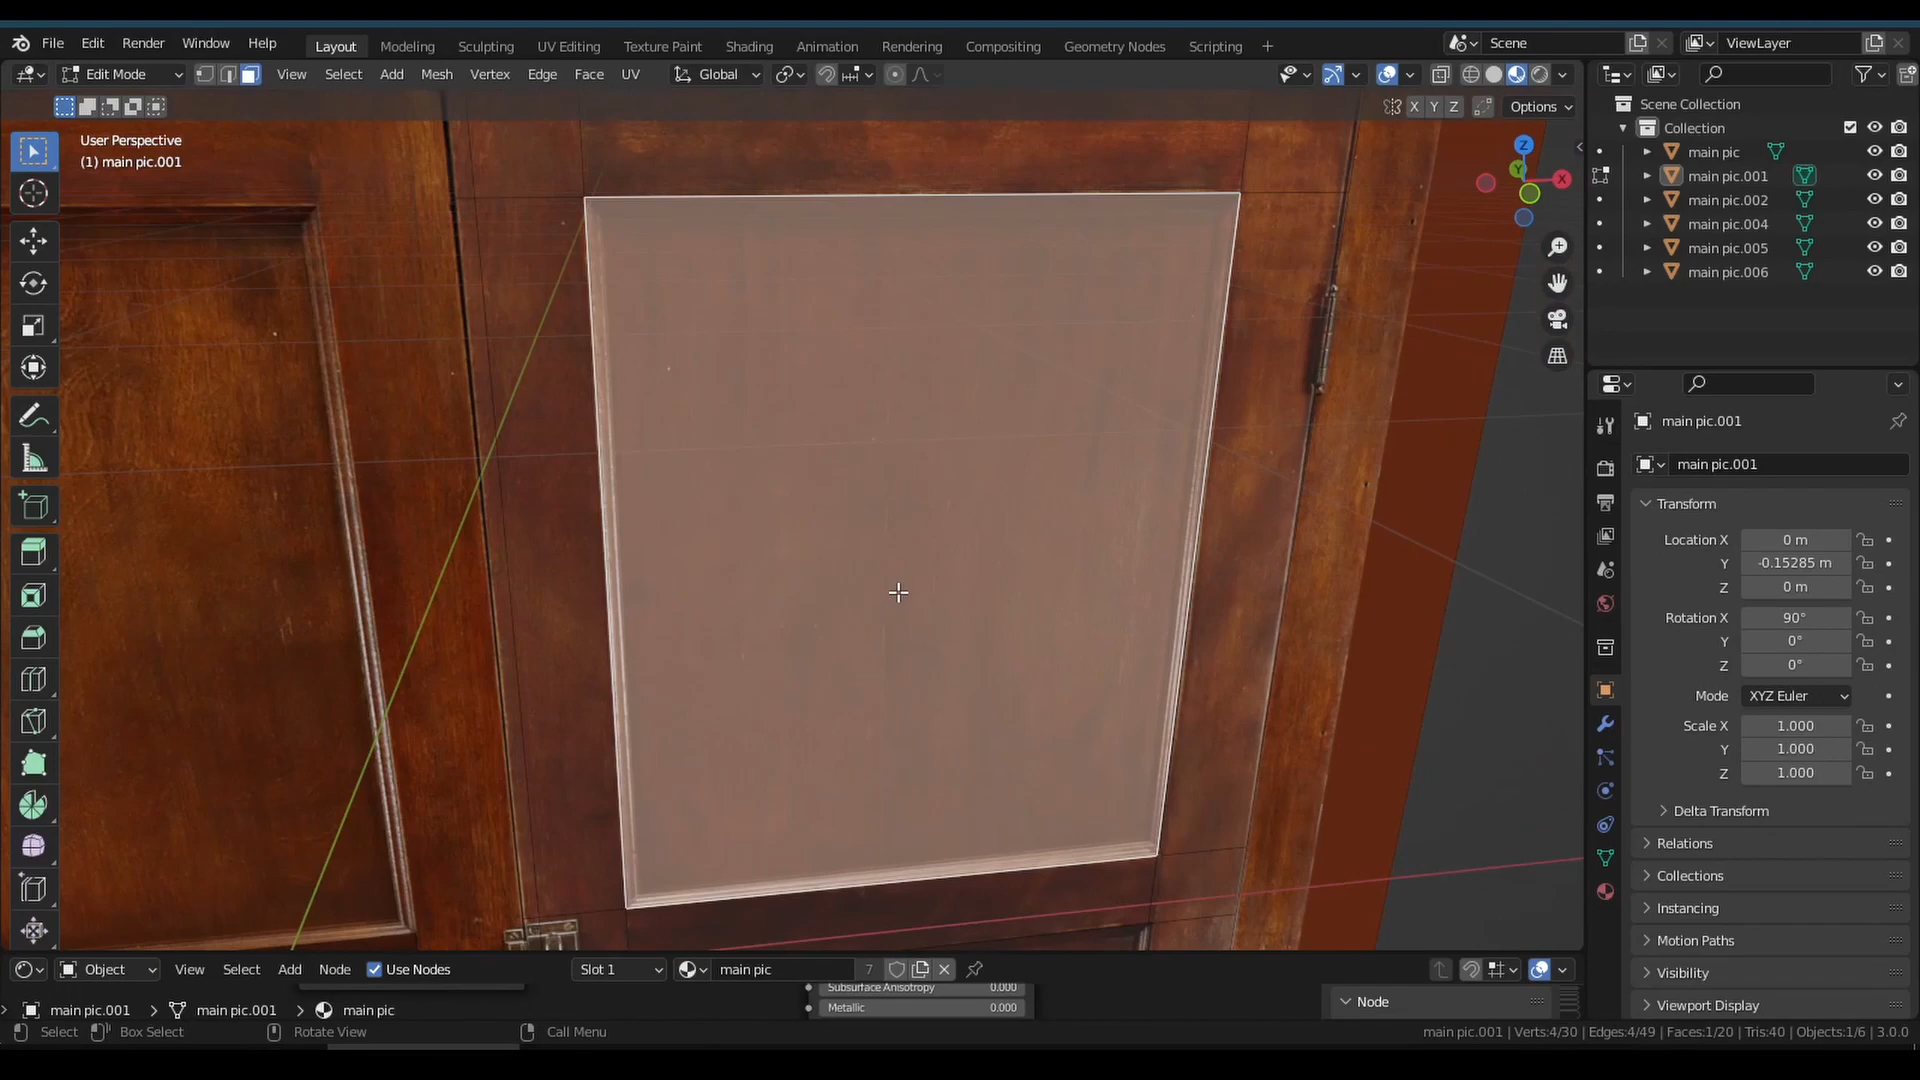 File Edit Render Window Help Layout Modeling Sculpting UV Editing Texture Paint Shading Animation Rendering Compositing Geometry Nodes Scripting + Scene ViewLayer
Edit Mode View Select Add Mesh Vertex Edge Face UV Global
X Y Z Options
User Perspective
(1) main pic.001
Z
Y
X
Scene Collection
Collection
main pic
main pic.001
main pic.002
main pic.004
main pic.005
main pic.006
main pic.001
main pic.001
Transform
Location X 0 m
Y -0.15285 m
Z 0 m
Rotation X 90°
Y 0°
Z 0°
Mode XYZ Euler
Scale X 1.000
Y 1.000
Z 1.000
Delta Transform
Relations
Collections
Instancing
Motion Paths
Visibility
Viewport Display
Object View Select Add Node Use Nodes Slot 1 main pic 7
Subsurface Anisotropy 0.000
Metallic 0.000
Node
main pic.001 > main pic.001 > main pic
Select Box Select Rotate View Call Menu main pic.001 | Verts:4/30 | Edges:4/49 | Faces:1/20 | Tris:40 | Objects:1/6 | 3.0.0